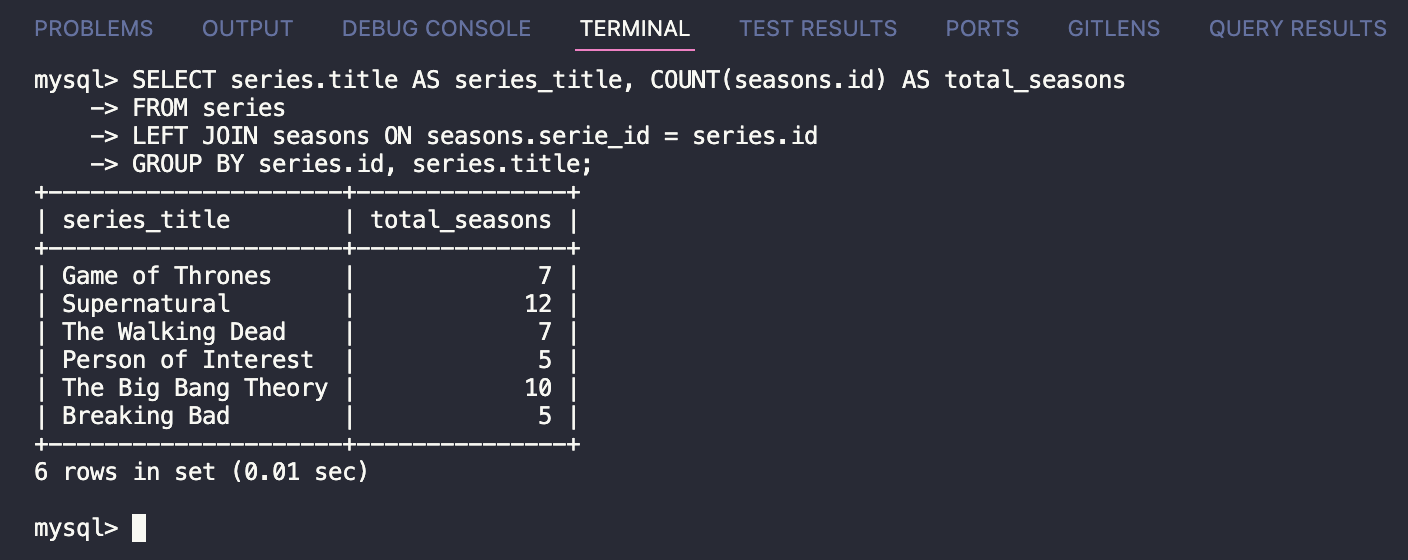 PROBLEMS OUTPUT DEBUG CONSOLE TERMINAL TEST RESULTS PORTS GITLENS QUERY RESULTS
mysql> SELECT series.title AS series_title, COUNT(seasons.id) AS total_seasons
    -> FROM series
    -> LEFT JOIN seasons ON seasons.serie_id = series.id
    -> GROUP BY series.id, series.title;
+---------------------+---------------+
| series_title        | total_seasons |
+---------------------+---------------+
| Game of Thrones     |             7 |
| Supernatural        |            12 |
| The Walking Dead    |             7 |
| Person of Interest  |             5 |
| The Big Bang Theory |            10 |
| Breaking Bad        |             5 |
+---------------------+---------------+
6 rows in set (0.01 sec)
mysql>